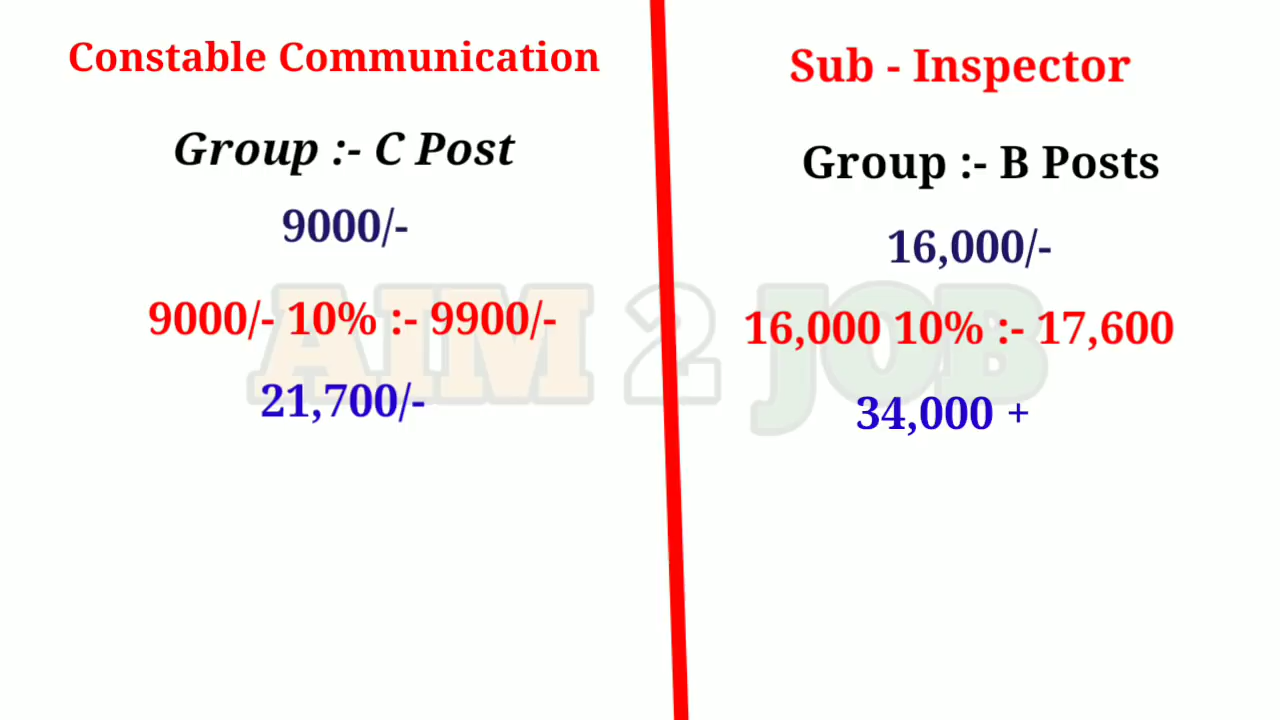 Constable Communication
Group :- C Post
9000/-
9000/- 10% :- 9900/-
21,700/-
Sub - Inspector
Group :- B Posts
16,000/-
16,000 10% :- 17,600
34,000 +
AIM 2 JOB